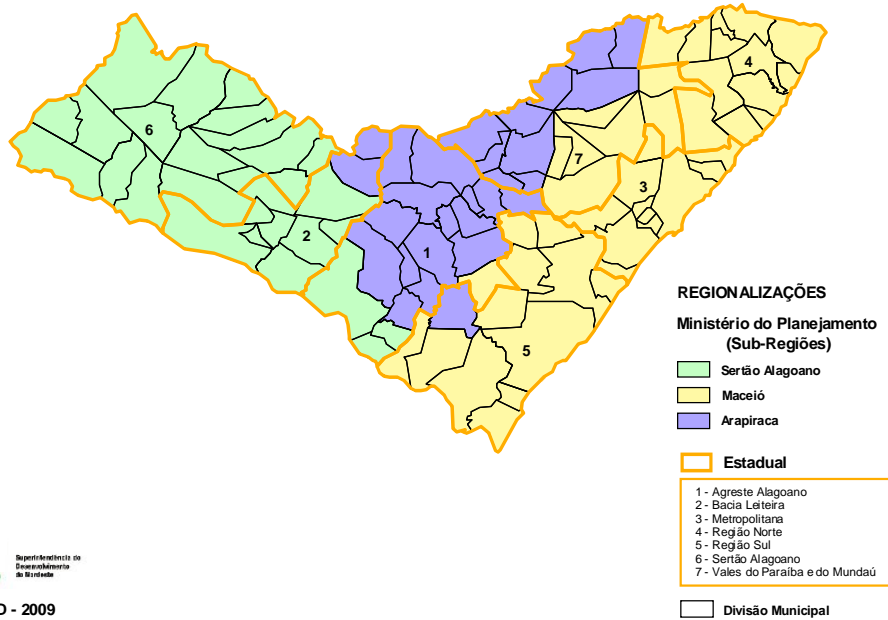 4
6
7
3
2
1
5
REGIONALIZAÇÕES
Ministério do Planejamento
(Sub-Regiões)
Sertão Alagoano
Maceió
Arapiraca
Estadual
1 - Agreste Alagoano
2 - Bacia Leiteira
3 - Metropolitana
4 - Região Norte
5 - Região Sul
6 - Sertão Alagoano
7 - Vales do Paraíba e do Mundaú
Superintendência do
Desenvolvimento
do Nordeste
- 2009
Divisão Municipal